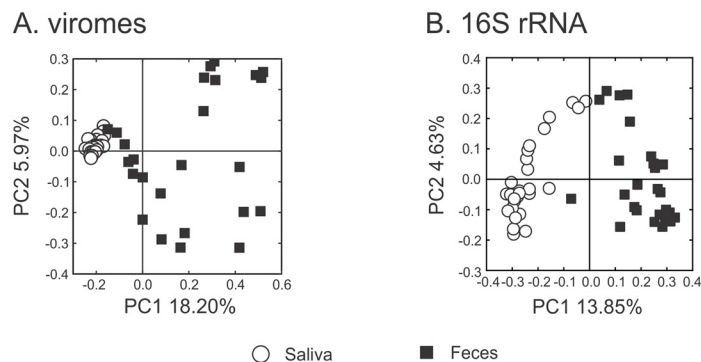 A. viromes
B. 16S rRNA
0.3
0.2
0.1
0.0
-0.1
-0.2
-0.3
-0.4
PC2 5.97%
-0.2 0.0 0.2 0.4 0.6
PC1 18.20%
0.4
0.3
0.2
0.1
0.0
-0.1
-0.2
-0.3
PC2 4.63%
-0.4 -0.3 -0.2 -0.1 0.0 0.1 0.2 0.3 0.4
PC1 13.85%
Saliva
Feces